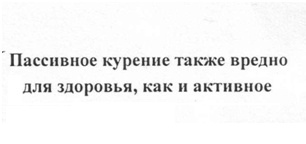 Пассивное курение также вредно
для здоровья, как и активное